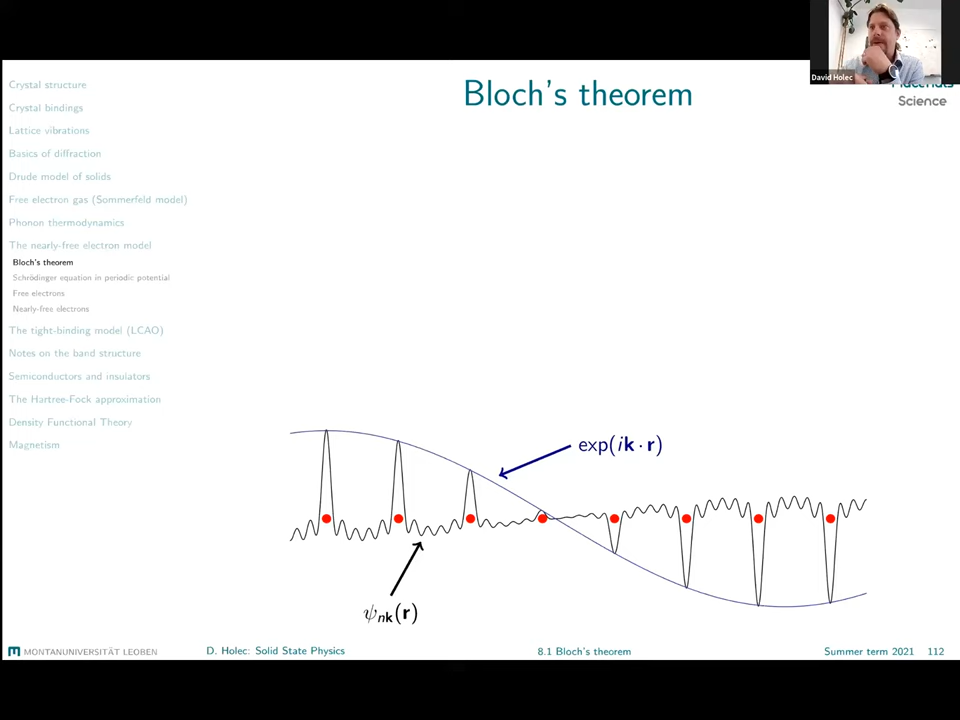 David Holec
Bloch's theorem
Science
Crystal structure
Crystal bindings
Lattice vibrations
Basics of diffraction
Drude model of solids
Free electron gas (Sommerfeld model)
Phonon thermodynamics
The nearly-free electron model
Bloch's theorem
Schrödinger equation in periodic potential
Free electrons
Nearly-free electrons
The tight-binding model (LCAO)
Notes on the band structure
Semiconductors and insulators
The Hartree-Fock approximation
Density Functional Theory
Magnetism
exp(ik · r)
ψnk(r)
MONTANUNIVERSITÄT LEOBEN
D. Holec: Solid State Physics
8.1 Bloch's theorem
Summer term 2021 112